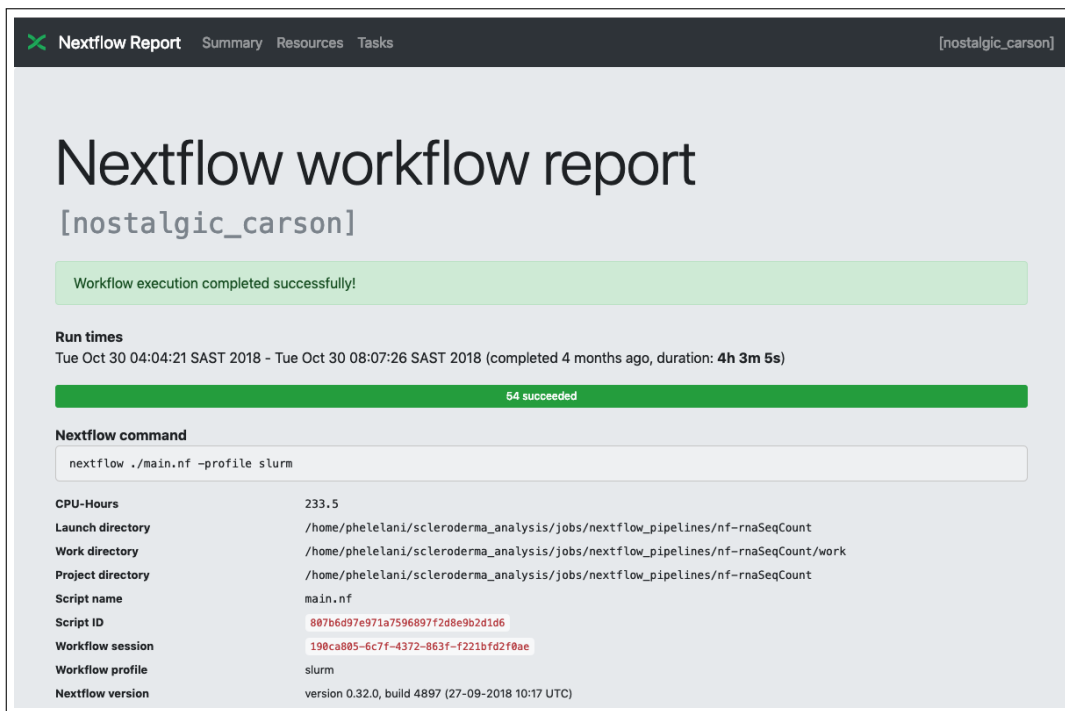 Nextflow Report Summary Resources Tasks [nostalgic_carson]
Nextflow workflow report
[nostalgic_carson]
Workflow execution completed successfully!
Run times
Tue Oct 30 04:04:21 SAST 2018 - Tue Oct 30 08:07:26 SAST 2018 (completed 4 months ago, duration: 4h 3m 5s)
54 succeeded
Nextflow command
nextflow ./main.nf -profile slurm
CPU-Hours 233.5
Launch directory /home/phelelani/scleroderma_analysis/jobs/nextflow_pipelines/nf-rnaSeqCount
Work directory /home/phelelani/scleroderma_analysis/jobs/nextflow_pipelines/nf-rnaSeqCount/work
Project directory /home/phelelani/scleroderma_analysis/jobs/nextflow_pipelines/nf-rnaSeqCount
Script name main.nf
Script ID 807b6d97e971a7596897f2d8e9b2d1d6
Workflow session 190ca805-6c7f-4372-863f-f221bfd2f0ae
Workflow profile slurm
Nextflow version version 0.32.0, build 4897 (27-09-2018 10:17 UTC)